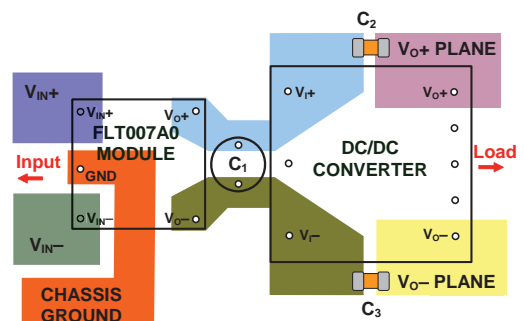 C2
VO+ PLANE
VIN+
VIN+
VO+
FLT007A0
MODULE
VI+
VO+
Input
GND
C1
DC/DC
CONVERTER
Load
VIN–
VO–
VIN–
VI–
VO–
CHASSIS
GROUND
VO– PLANE
C3